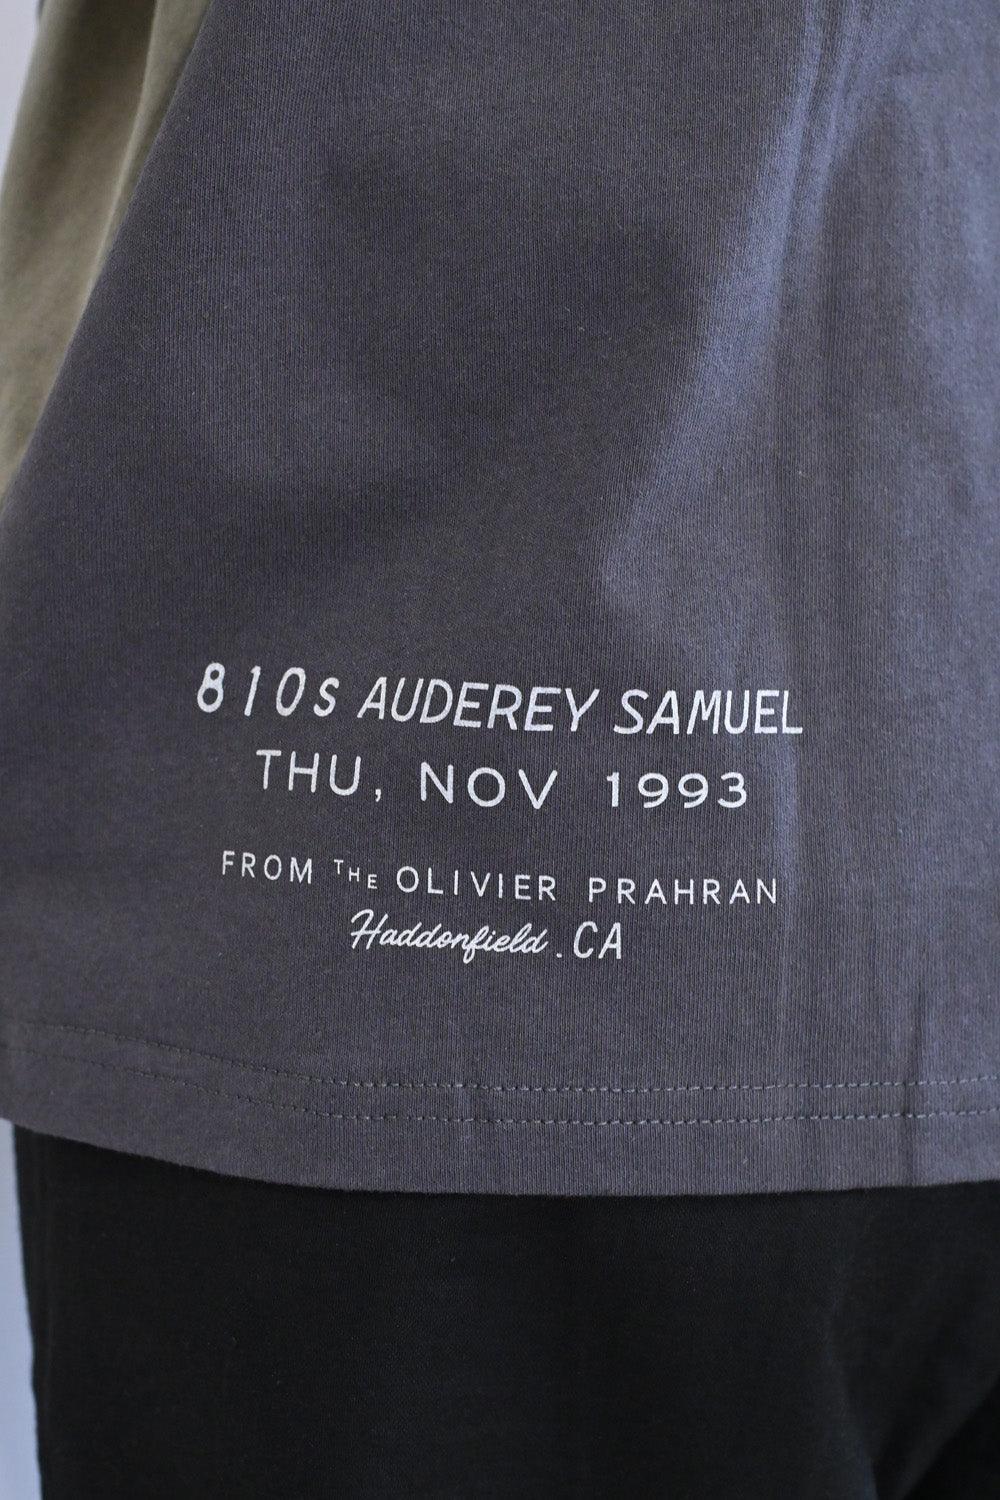 810s AUDEREY SAMUEL
THU, NOV 1993
FROM THE OLIVIER PRAHRAN
Haddonfield . CA